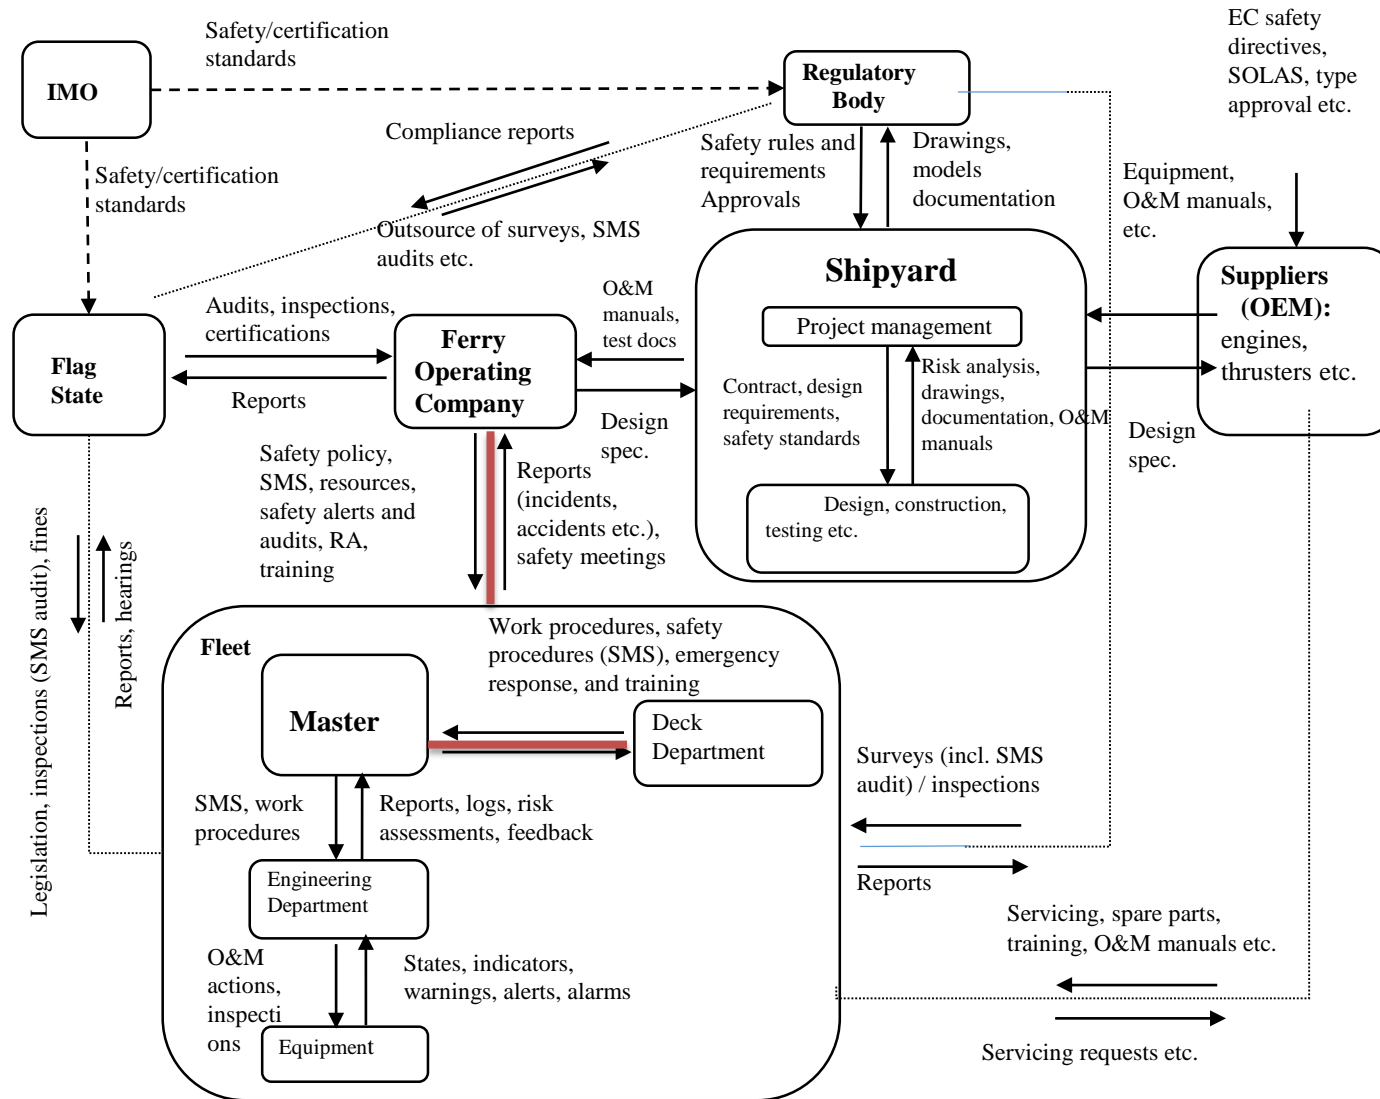 Safety/certification
standards
EC safety
directives,
SOLAS, type
approval etc.
IMO
Regulatory
Body
Compliance reports
Safety rules and
requirements
Approvals
Drawings,
models
documentation
Safety/certification
standards
Equipment,
O&M manuals,
etc.
Outsource of surveys, SMS
audits etc.
Shipyard
Suppliers
(OEM):
engines,
thrusters etc.
Audits, inspections,
certifications
O&M
manuals,
test docs
Project management
Flag
State
Ferry
Operating
Company
Reports
Contract, design
requirements,
safety standards
Risk analysis,
drawings,
documentation, O&M
manuals
Design
spec.
Design
spec.
Safety policy,
SMS, resources,
safety alerts and
audits, RA,
training
Reports
(incidents,
accidents etc.),
safety meetings
Design, construction,
testing etc.
Legislation, inspections (SMS audit), fines
Reports, hearings
Fleet
Work procedures, safety
procedures (SMS), emergency
response, and training
Master
Deck
Department
Surveys (incl. SMS
audit) / inspections
SMS, work
procedures
Reports, logs, risk
assessments, feedback
Reports
Engineering
Department
Servicing, spare parts,
training, O&M manuals etc.
O&M
actions,
inspecti
ons
States, indicators,
warnings, alerts, alarms
Equipment
Servicing requests etc.